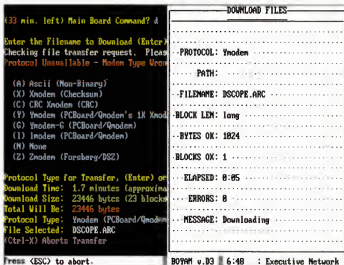 (33 min. left) Main Board Command? d
Enter the Filename to Download (Enter)
Checking file transfer request. Pleas
Protocol Unavailable - Modem Type Wron
(A) Ascii (Non-Binary)
(X) Xmodem (Checksum)
(C) CRC Xmodem (CRC)
(Y) Ymodem (PCBoard/Qmodem's 1K Xmod
(G) Ymodem-G (PCBoard/Qmodem)
(I) Imodem (PCBoard/Qmodem)
(N) None
(Z) Zmodem (Forsberg/DSZ)
Protocol Type for Transfer, (Enter) or
Download Time: 1.7 minutes (approxima
Download Size: 23446 bytes (23 blocks
Total Will Be: 23446 bytes
Protocol Type: Ymodem (PCBoard/Qmodem
File Selected: DSCOPE.ARC
(Ctrl-X) Aborts Transfer
Press <ESC> to abort.
DOWNLOAD FILES
PROTOCOL: Ymodem
PATH:
FILENAME: DSCOPE.ARC
BLOCK LEN: long
BYTES OK: 1024
BLOCKS OK: 1
ELAPSED: 0:05
ERRORS: 0
MESSAGE: Downloading
BOYAN v.D3 6:48 : Executive Network